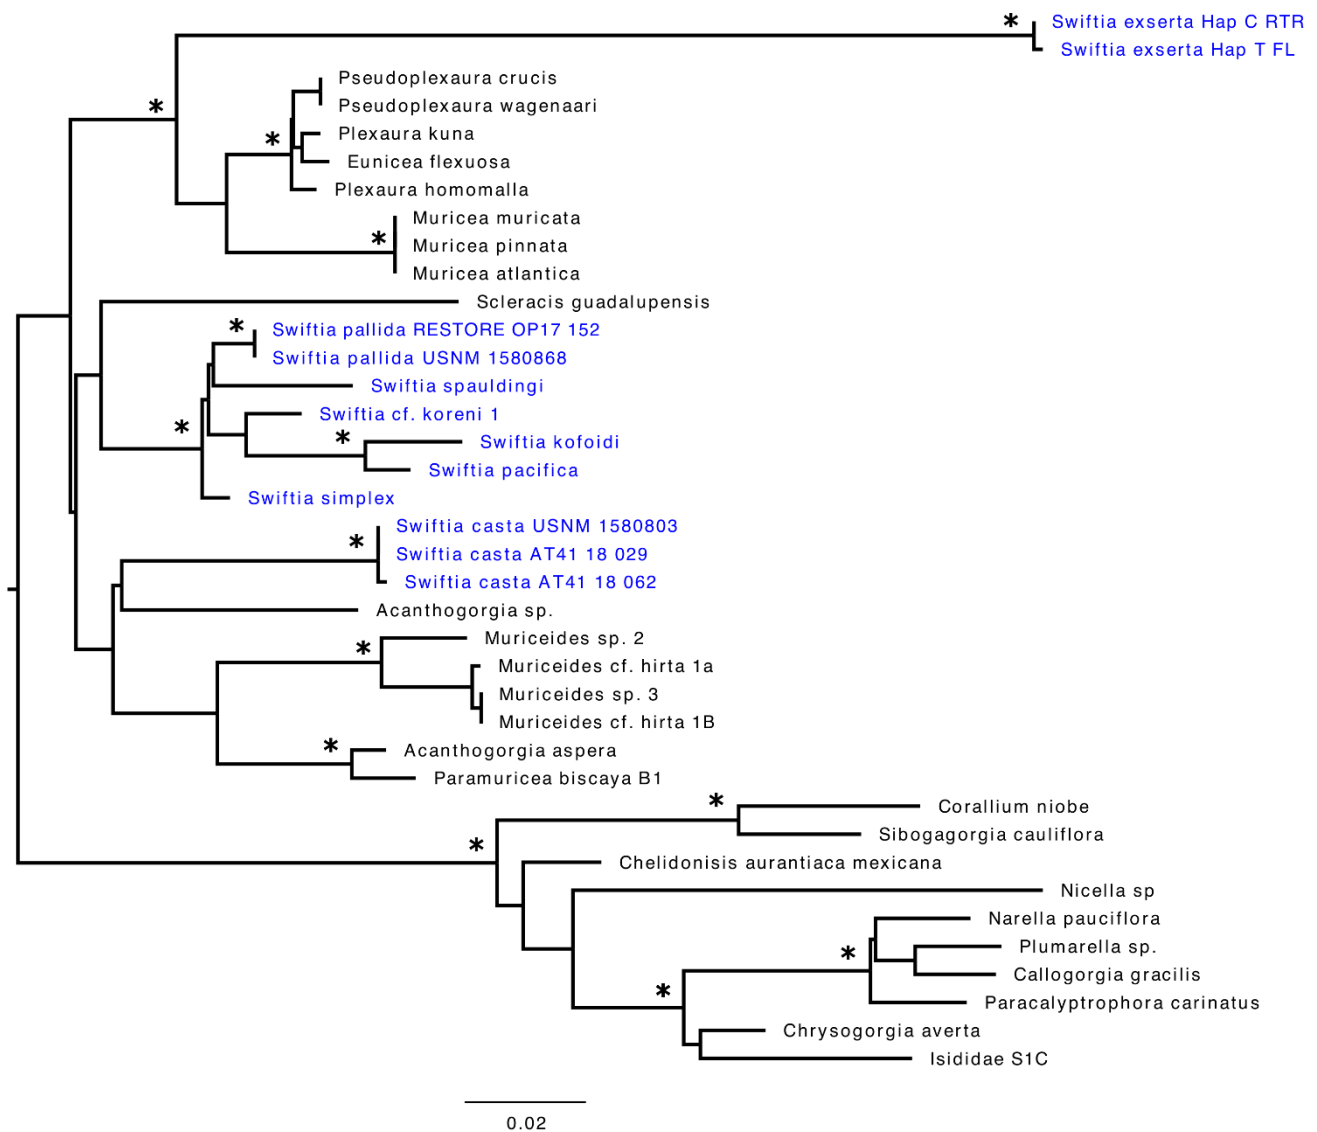 *
Swiftia exserta Hap C RTR
Swiftia exserta Hap T FL
Pseudoplexaura crucis
*
Pseudoplexaura wagenaari
*
Plexaura kuna
Eunicea flexuosa
Plexaura homomalla
Muricea muricata
*
Muricea pinnata
Muricea atlantica
Scleracis guadalupensis
*
Swiftia pallida RESTORE OP17 152
Swiftia pallida USNM 1580868
Swiftia spauldingi
Swiftia cf. koreni 1
*
*
Swiftia kofoidi
Swiftia pacifica
Swiftia simplex
Swiftia casta USNM 1580803
*
Swiftia casta AT41 18 029
Swiftia casta AT41 18 062
Acanthogorgia sp.
Muriceides sp. 2
*
Muriceides cf. hirta 1a
Muriceides sp. 3
Muriceides cf. hirta 1B
*
Acanthogorgia aspera
Paramuricea biscaya B1
*
Corallium niobe
Sibogagorgia cauliflora
*
Chelidonisis aurantiaca mexicana
Nicella sp
Narella pauciflora
*
Plumarella sp.
Callogorgia gracilis
*
Paracalyptrophora carinatus
Chrysogorgia averta
Isididae S1C
0.02